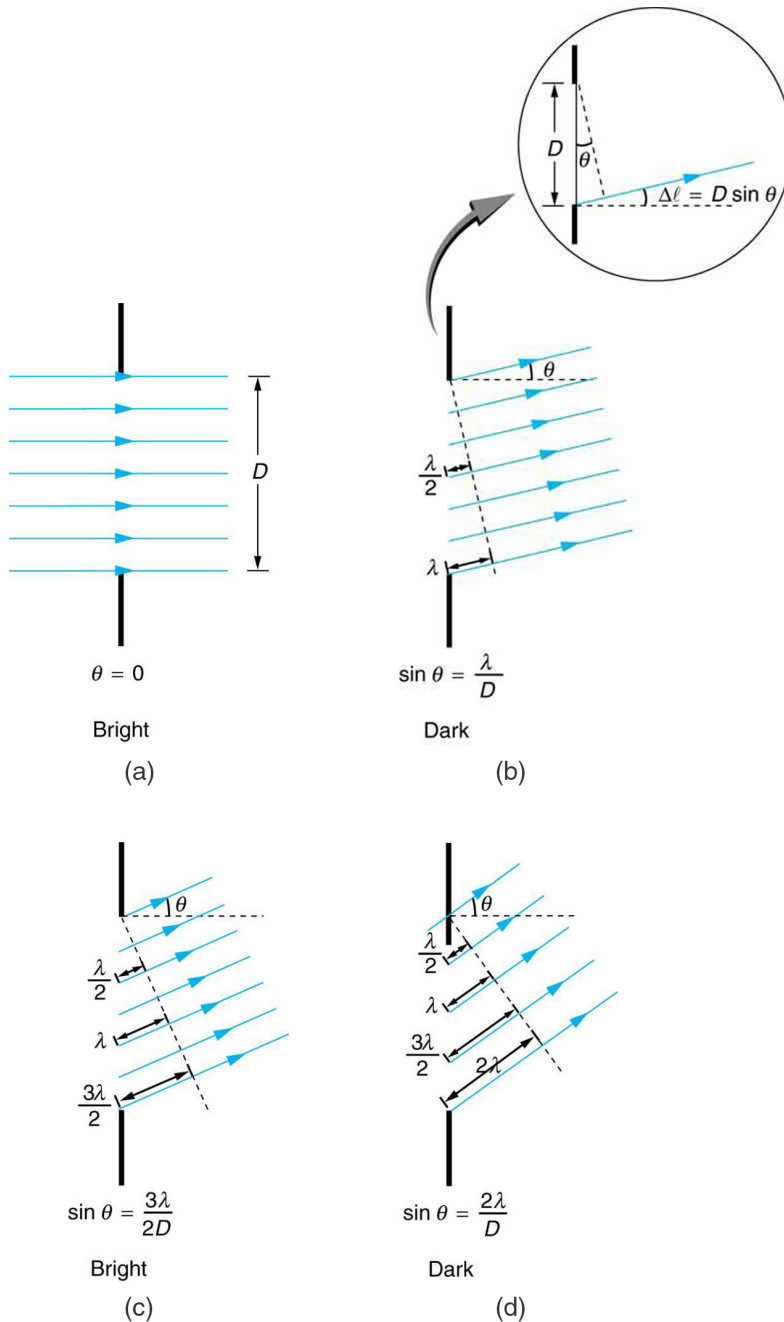 D
θ
Δℓ = D sin θ
D
θ
λ/2
λ
θ = 0
sin θ = λ/D
Bright
Dark
(a)
(b)
θ
λ/2
λ
3λ/2
θ
λ/2
λ
3λ/2
2λ
sin θ = 3λ/2D
sin θ = 2λ/D
Bright
Dark
(c)
(d)